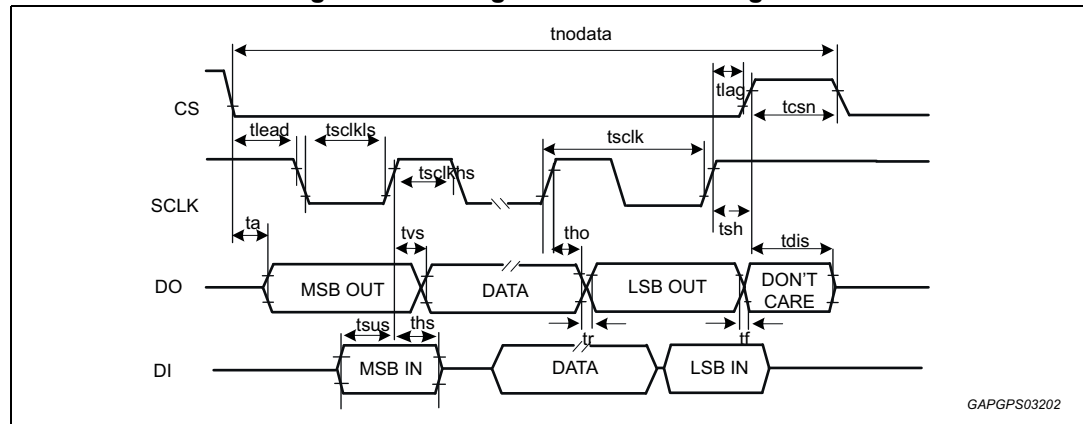 tnodata
tlag
CS
tcsn
tlead
tsclkls
tsclk
tsclkhs
SCLK
tsh
ta
tvs
tho
tdis
DO
MSB OUT
DATA
LSB OUT
DON'T
CARE
tsus
ths
tr
tf
DI
MSB IN
DATA
LSB IN
GAPGPS03202